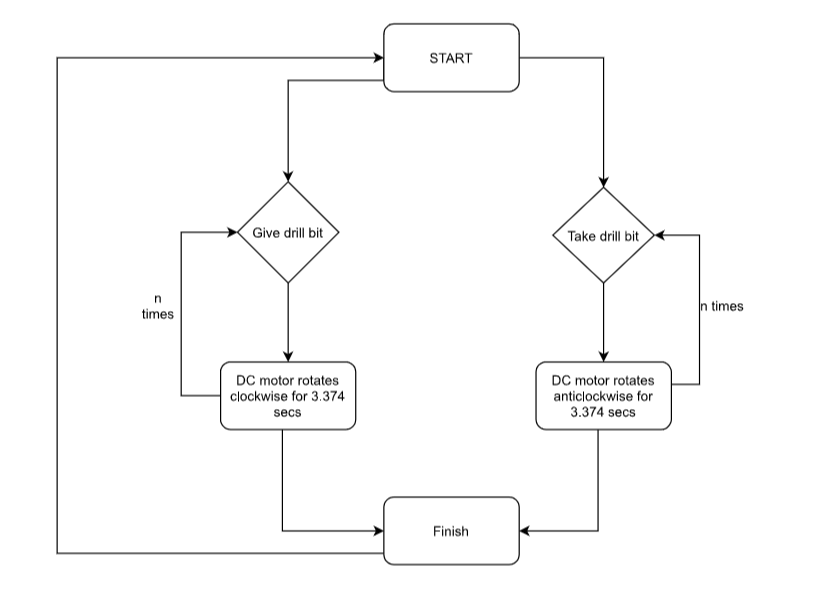 START
Give drill bit
Take drill bit
n
times
n times
DC motor rotates
clockwise for 3.374
secs
DC motor rotates
anticlockwise for
3.374 secs
Finish